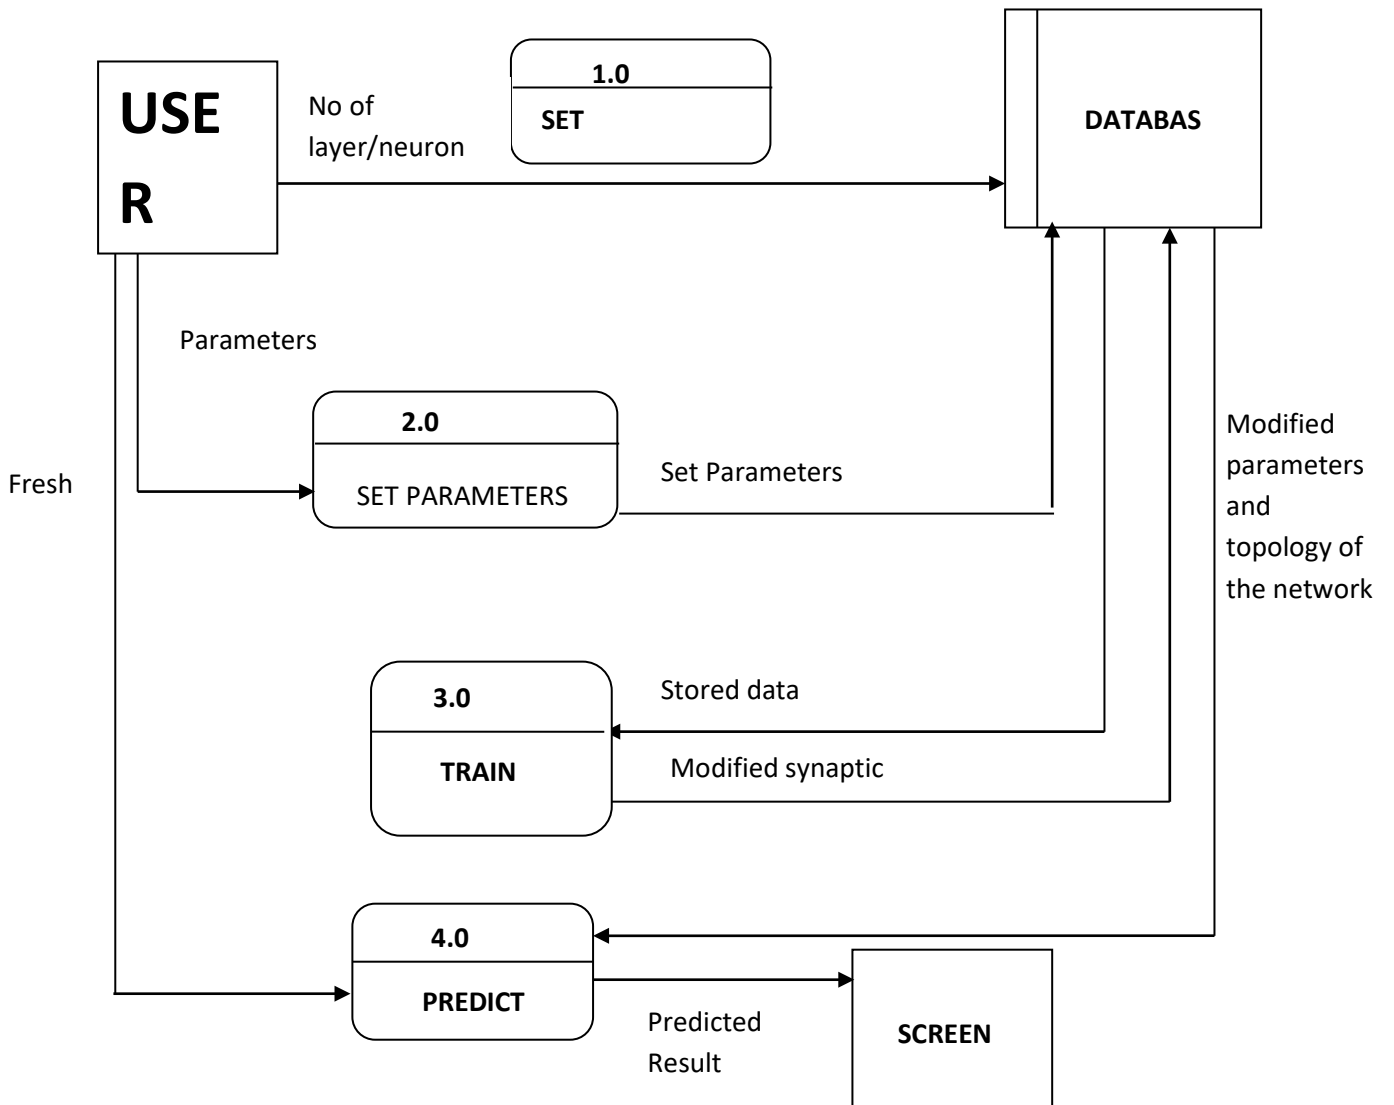 USE
R
No of
layer/neuron
1.0
SET
DATABAS
Parameters
2.0
SET PARAMETERS
Set Parameters
Fresh
Modified
parameters
and
topology of
the network
3.0
TRAIN
Stored data
Modified synaptic
4.0
PREDICT
Predicted
Result
SCREEN